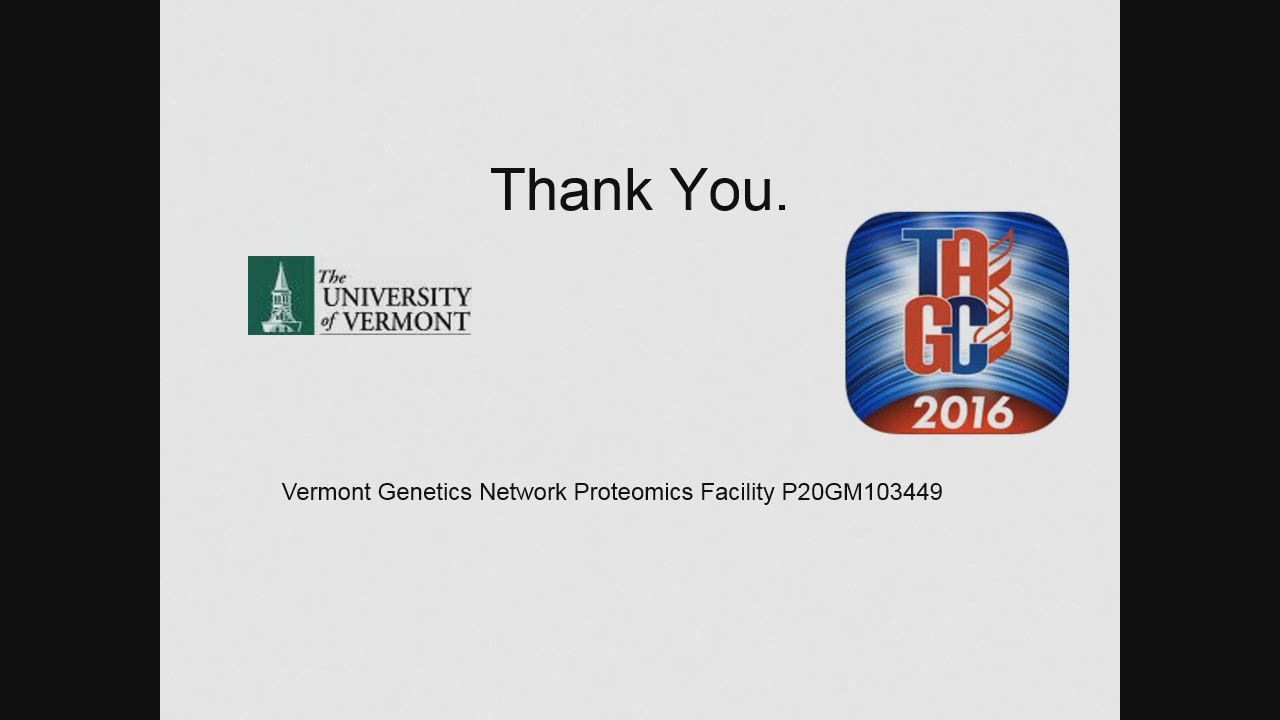 Thank You.
The
UNIVERSITY
of VERMONT
TA
GC
2016
Vermont Genetics Network Proteomics Facility P20GM103449